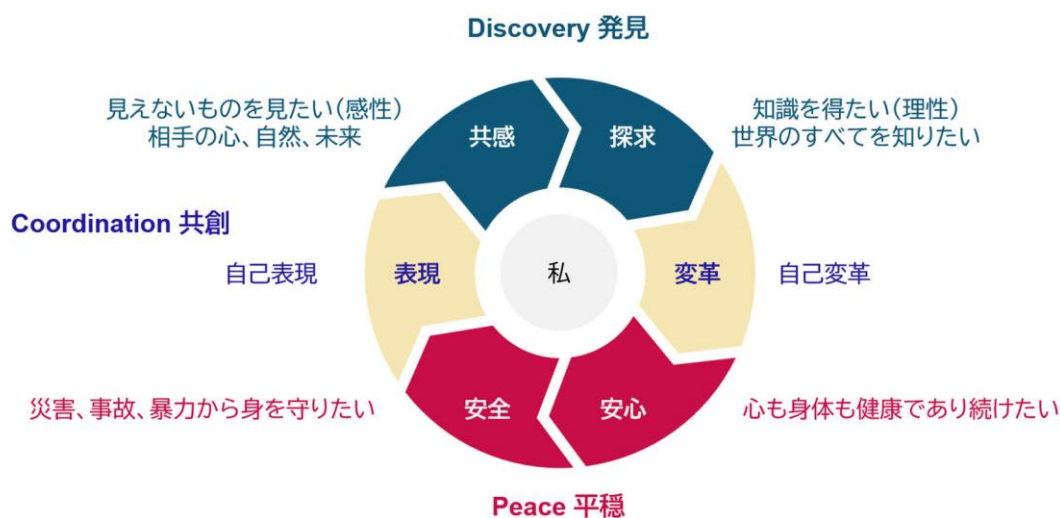 Discovery 発見
見えないものを見たい(感性)
相手の心、自然、未来
共感
探求
知識を得たい(理性)
世界のすべてを知りたい
Coordination 共創
自己表現
表現
私
変革
自己変革
災害、事故、暴力から身を守りたい
安全
安心
心も身体も健康であり続けたい
Peace 平穏